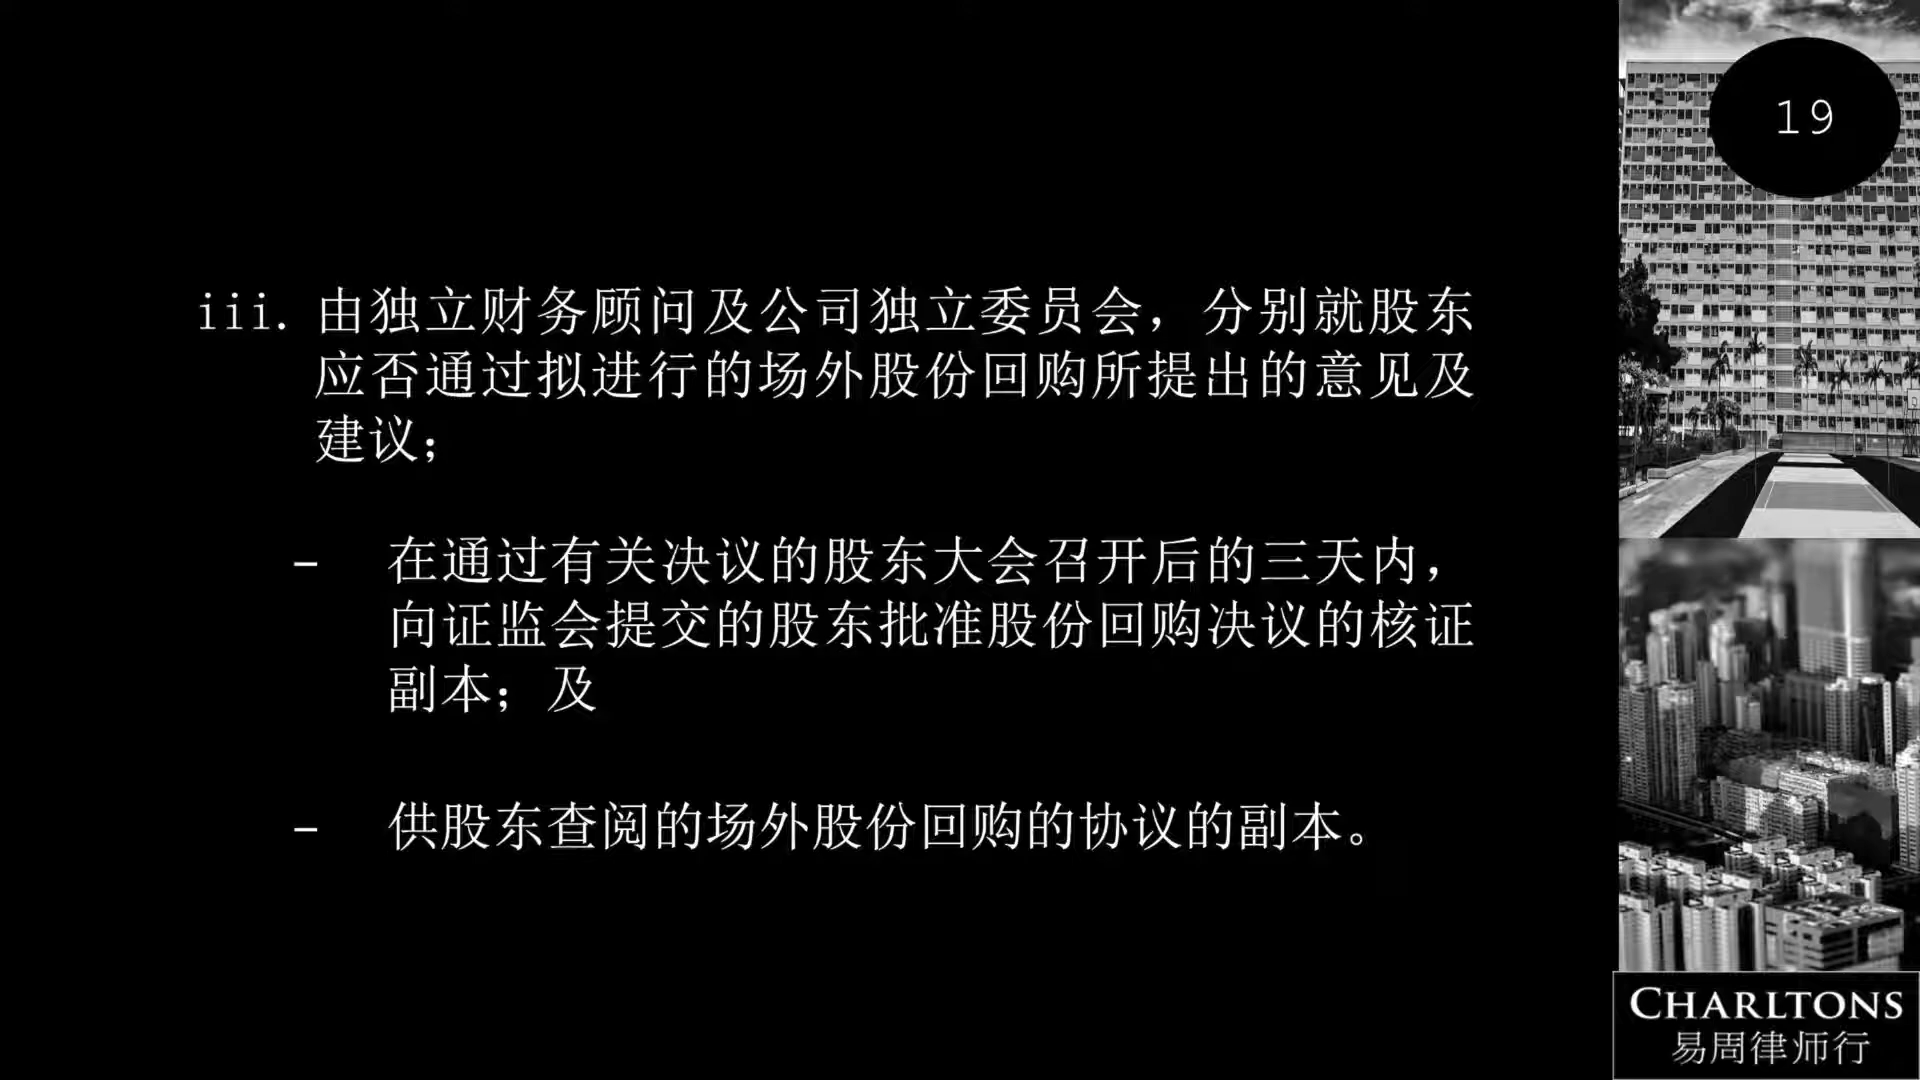 19
iii. 由独立财务顾问及公司独立委员会，分别就股东
应否通过拟进行的场外股份回购所提出的意见及
建议；
– 在通过有关决议的股东大会召开后的三天内，
向证监会提交的股东批准股份回购决议的核证
副本；及
– 供股东查阅的场外股份回购的协议的副本。
CHARLTONS
易周律师行